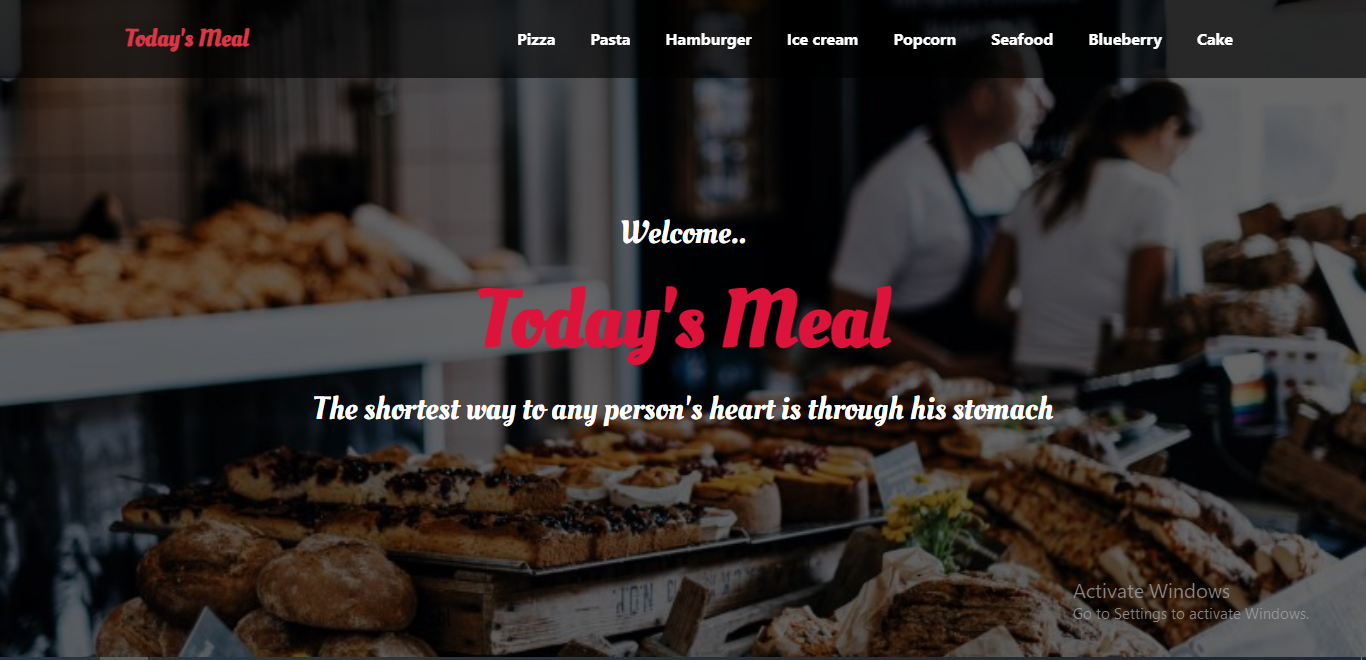 Today's Meal
Pizza Pasta Hamburger Ice cream Popcorn Seafood Blueberry Cake
Welcome..
Today's Meal
The shortest way to any person's heart is through his stomach
Activate Windows
Go to Settings to activate Windows.